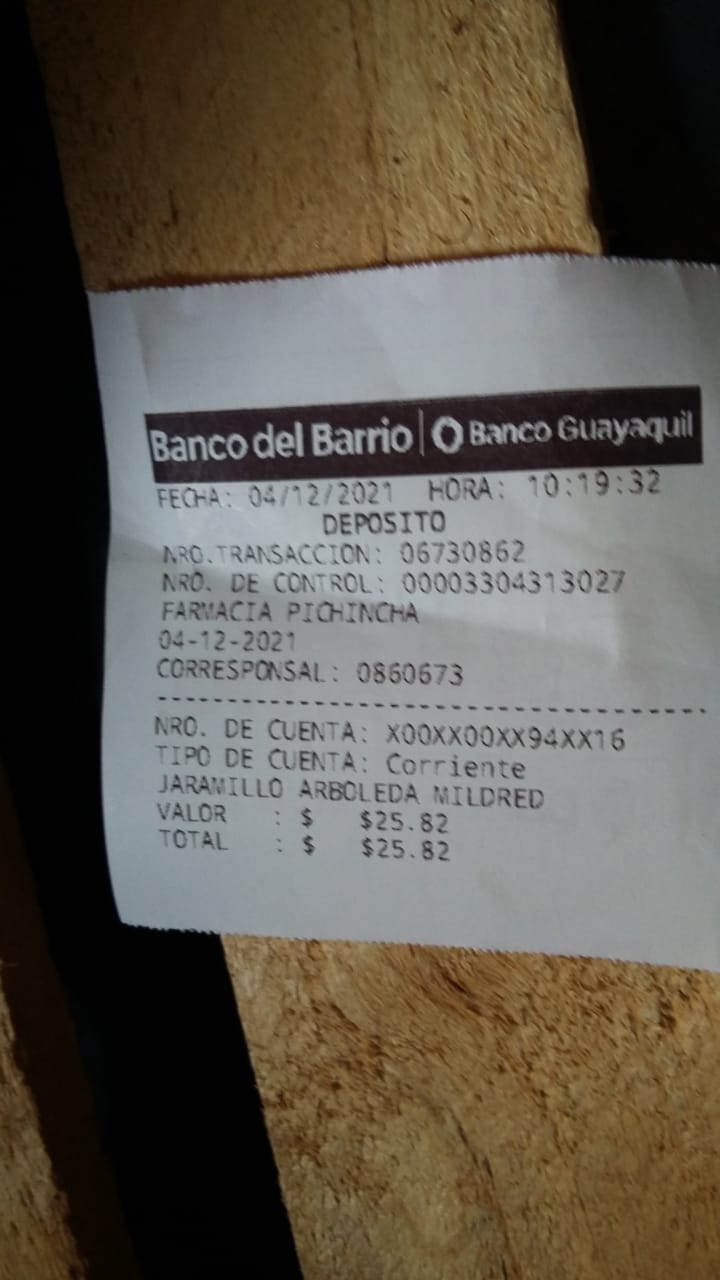 Banco del Barrio | Banco Guayaquil
FECHA: 04/12/2021 HORA: 10:19:32
DEPOSITO
NRO.TRANSACCION: 06730862
NRO. DE CONTROL: 00003304313027
FARMACIA PICHINCHA
04-12-2021
CORRESPONSAL: 0860673
NRO. DE CUENTA: X00XX00XX94XX16
TIPO DE CUENTA: Corriente
JARAMILLO ARBOLEDA MILDRED
VALOR : $ $25.82
TOTAL : $ $25.82